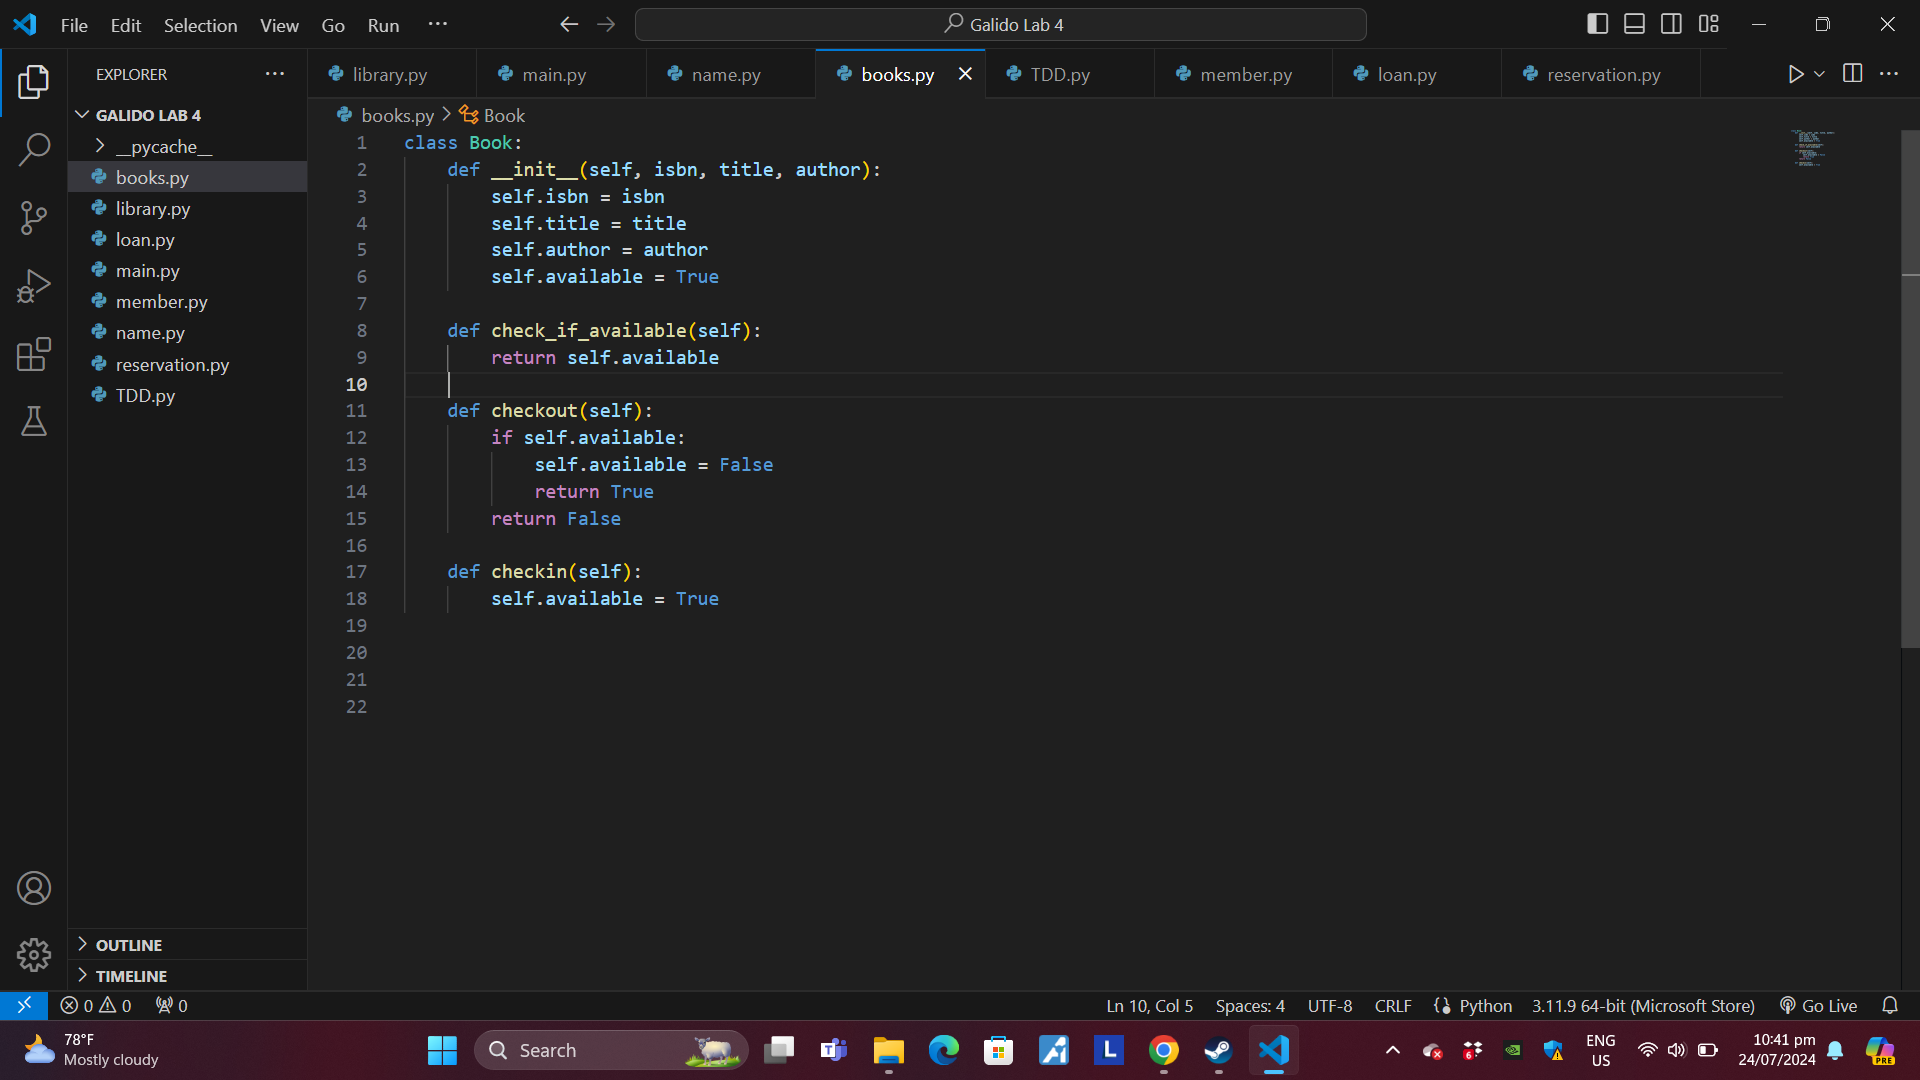 File Edit Selection View Go Run ···
Galido Lab 4
EXPLORER
library.py
main.py
name.py
books.py
TDD.py
member.py
loan.py
reservation.py
GALIDO LAB 4
__pycache__
books.py
library.py
loan.py
main.py
member.py
name.py
reservation.py
TDD.py
OUTLINE
TIMELINE
books.py > Book
1 class Book:
2 def __init__(self, isbn, title, author):
3 self.isbn = isbn
4 self.title = title
5 self.author = author
6 self.available = True
7
8 def check_if_available(self):
9 return self.available
10
11 def checkout(self):
12 if self.available:
13 self.available = False
14 return True
15 return False
16
17 def checkin(self):
18 self.available = True
19
20
21
22
0 0 0
Ln 10, Col 5 Spaces: 4 UTF-8 CRLF Python 3.11.9 64-bit (Microsoft Store) Go Live
78°F
Mostly cloudy
Search
L
6
ENG
US
10:41 pm
24/07/2024
PRE